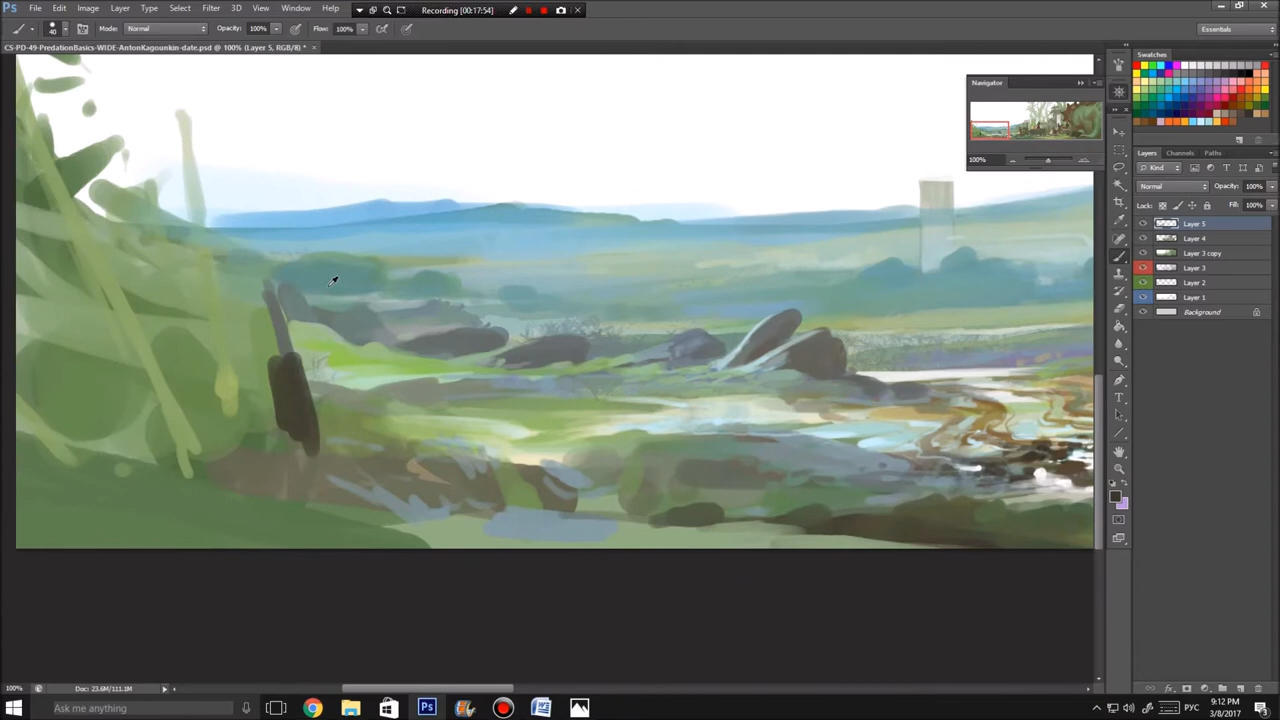 Ps File Edit Image Layer Type Select Filter 3D View Window Help
Recording [00:17:54]
40 Mode: Normal Opacity: 100% Flow: 100% Essentials
CS-PD-49-PredationBasics-WIDE-AntonKagounkin-date.psd @ 100% (Layer 5, RGB/8) *
Swatches
Navigator
100%
Layers Channels Paths
Kind
Normal Opacity: 100%
Lock: Fill: 100%
Layer 5
Layer 4
Layer 3 copy
Layer 3
Layer 2
Layer 1
Background
100% Doc: 23.6M/111.1M
Ask me anything
Ps
РУС
9:12 PM
3/8/2017